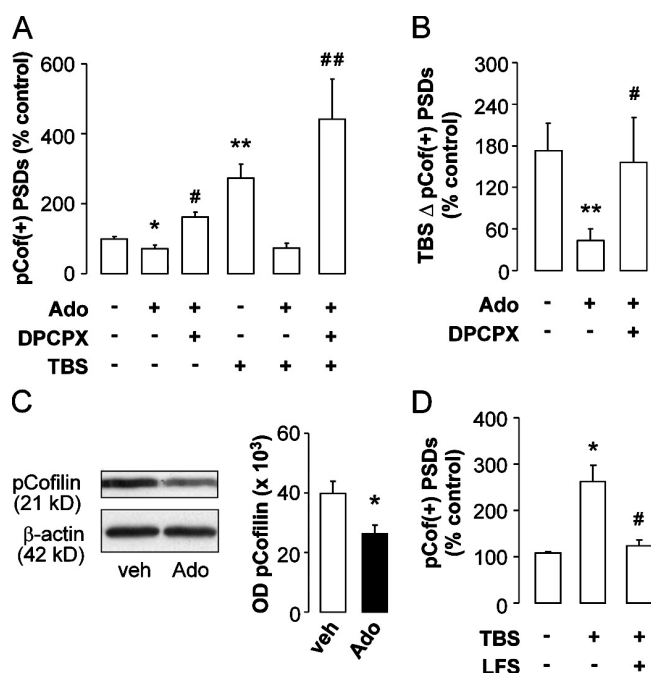 A
pCof(+) PSDs (% control)
600
400
200
0
* # ** ##
Ado - + + - + +
DPCPX - - + - - +
TBS - - - + + +
B
TBS Δ pCof(+) PSDs
(% control)
300
240
180
120
60
0
** #
Ado - + +
DPCPX - - +
C
pCofilin
(21 kD)
β-actin
(42 kD)
veh Ado
OD pCofilin (x 10³)
60
40
20
0
*
veh Ado
D
pCof(+) PSDs
(% control)
400
300
200
100
0
* #
TBS - + +
LFS - - +